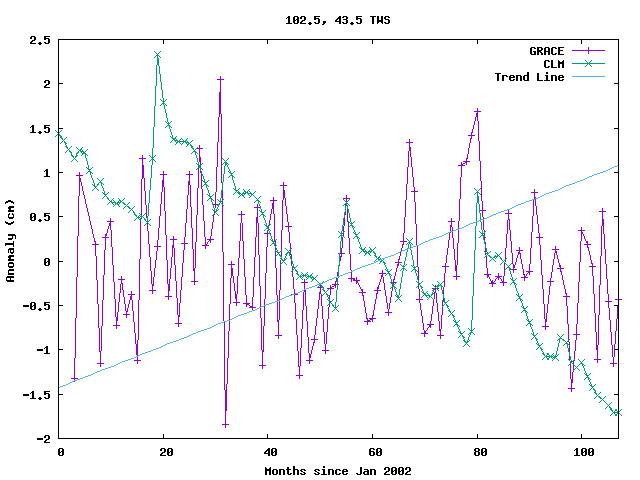 102.5, 43.5 TWS
GRACE
CLM
Trend Line
Anomaly (cm)
2.5
2
1.5
1
0.5
0
-0.5
-1
-1.5
-2
0 20 40 60 80 100
Months since Jan 2002